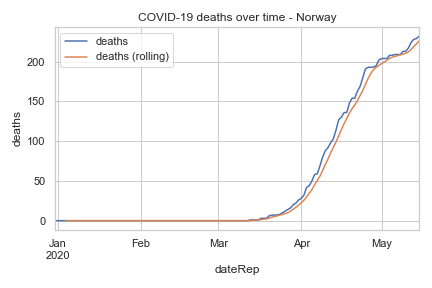 COVID-19 deaths over time - Norway
deaths
deaths (rolling)
200
150
100
50
0
deaths
Jan
2020
Feb
Mar
Apr
May
dateRep